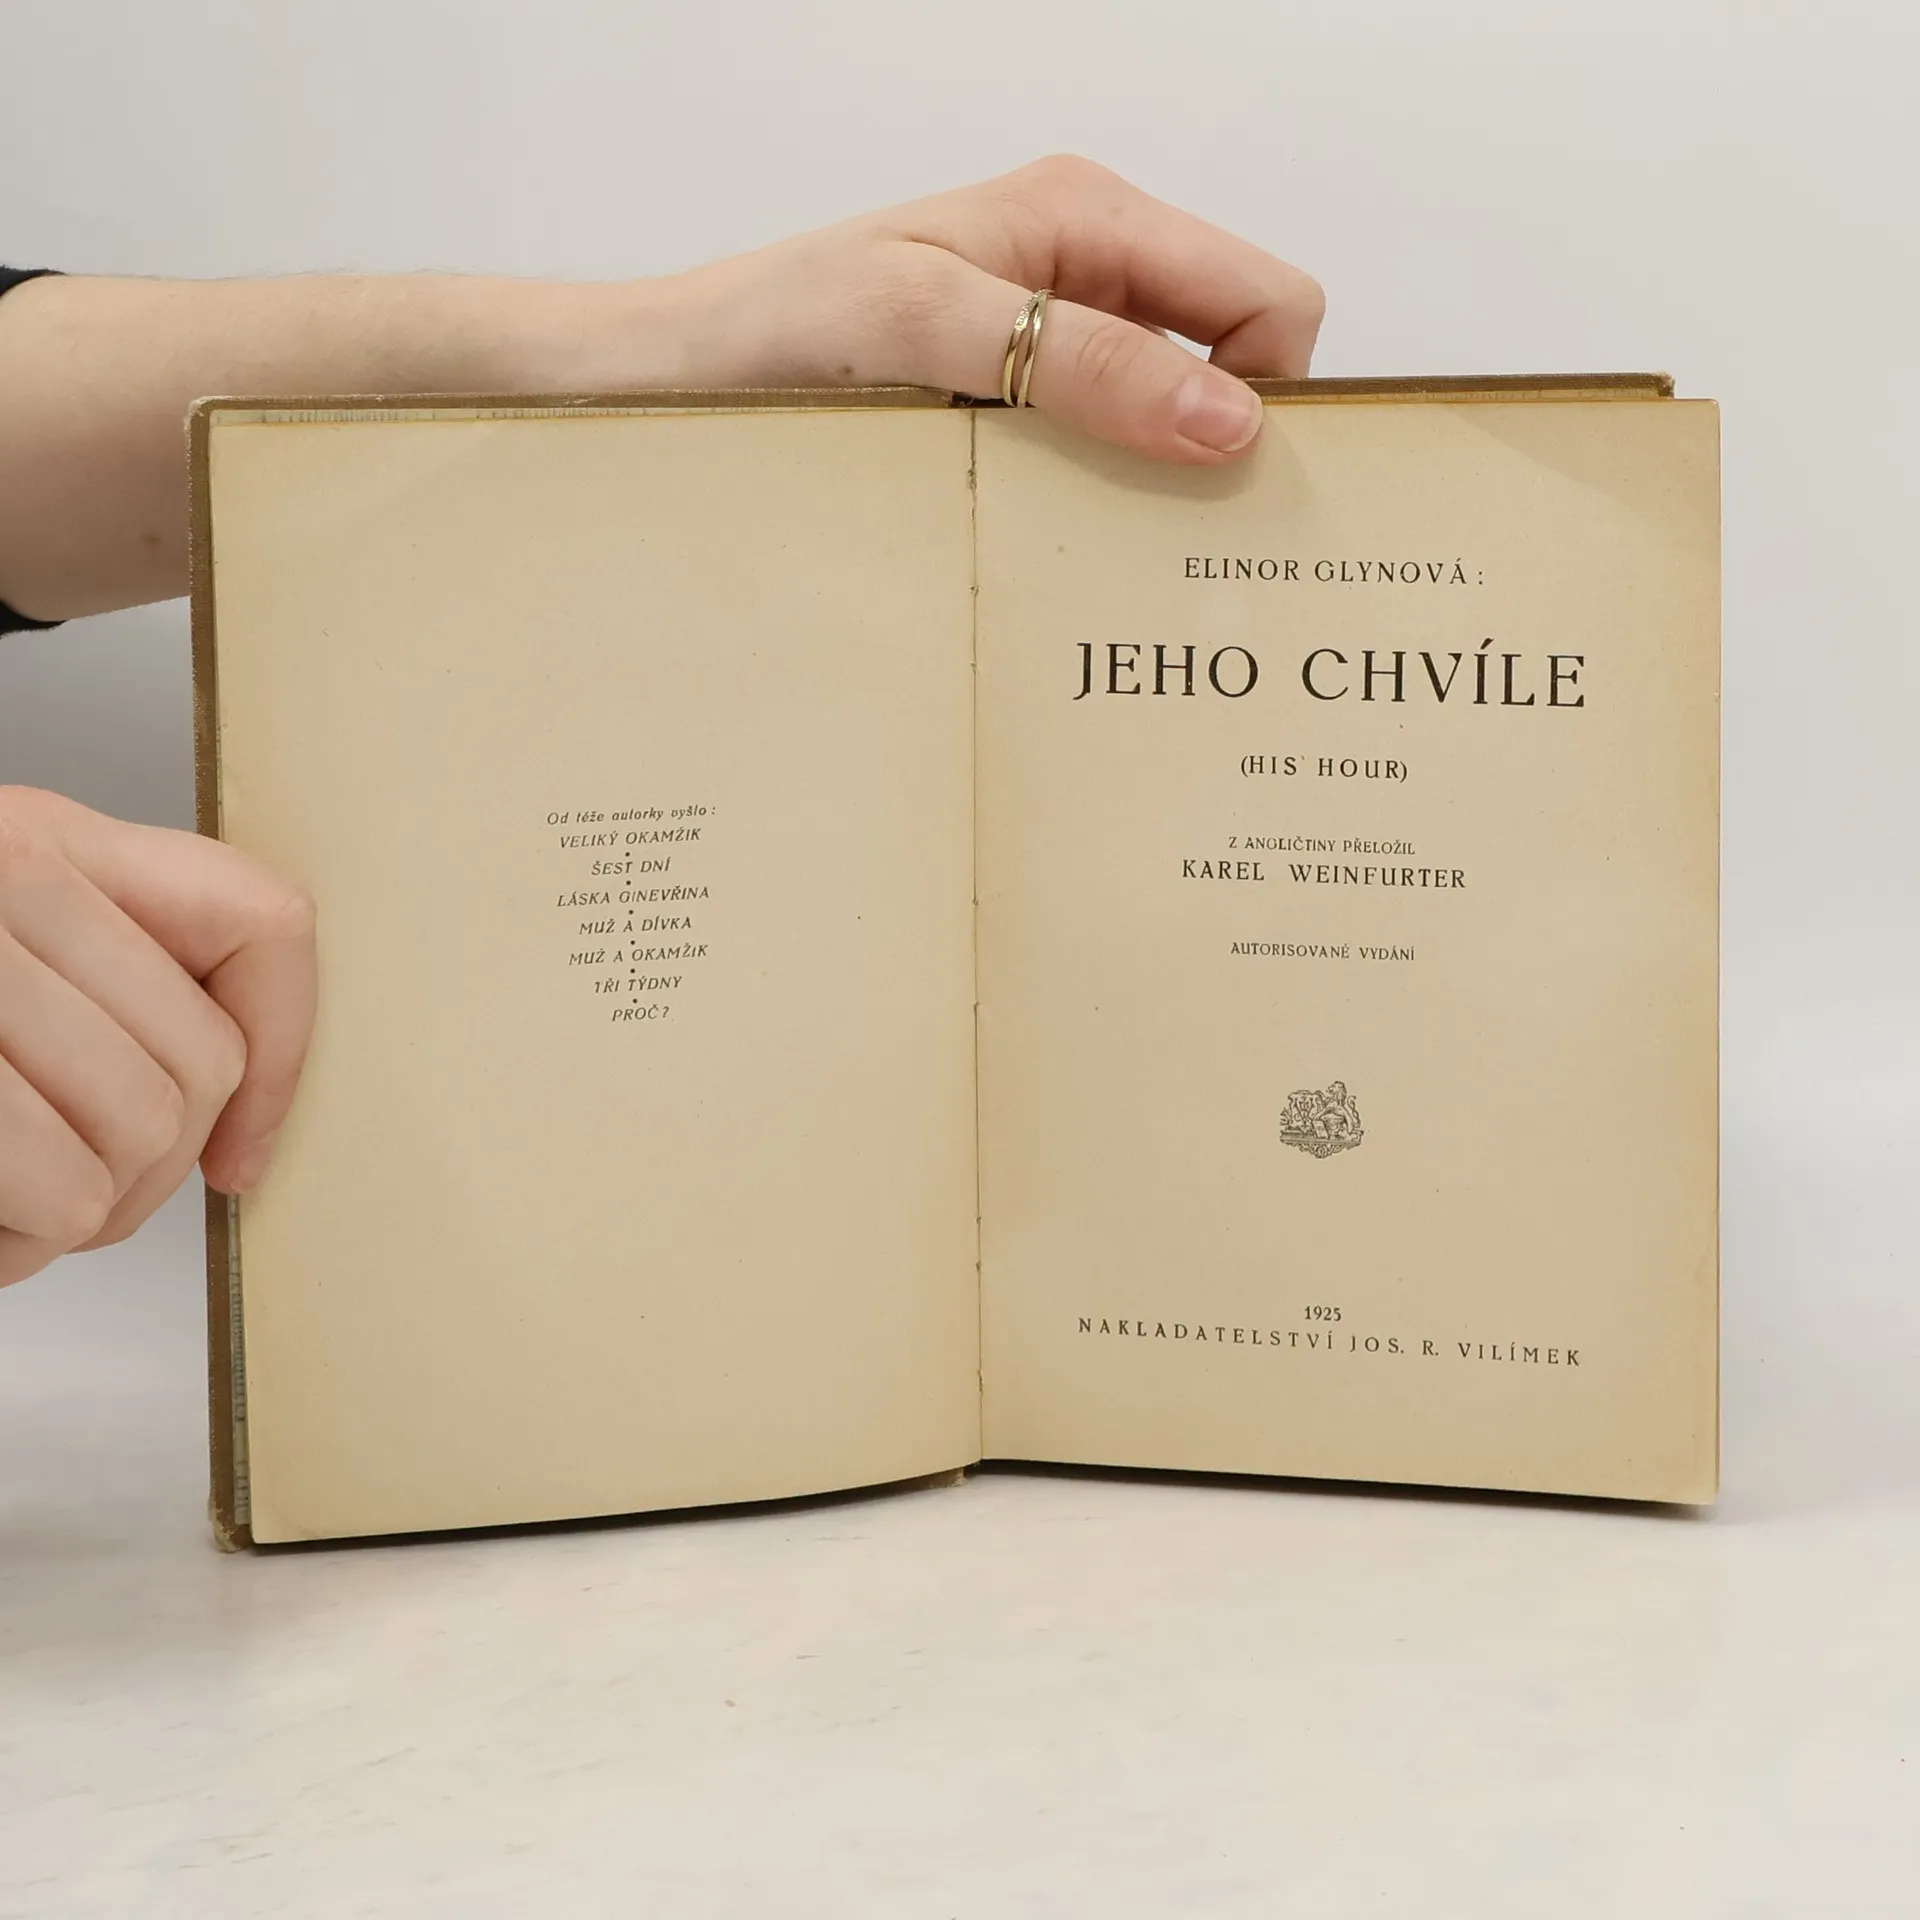 Od téže autorky vyšlo :
VELIKÝ OKAMŽIK
•
ŠEST DNÍ
•
LÁSKA GINEVŘINA
•
MUŽ A DÍVKA
•
MUŽ A OKAMŽIK
•
TŘI TÝDNY
•
PROČ?
ELINOR GLYNOVÁ :
JEHO CHVÍLE
(HIS HOUR)
Z ANGLIČTINY PŘELOŽIL
KAREL WEINFURTER
AUTORISOVANÉ VYDÁNÍ
1925
NAKLADATELSTVÍ JOS. R. VILÍMEK